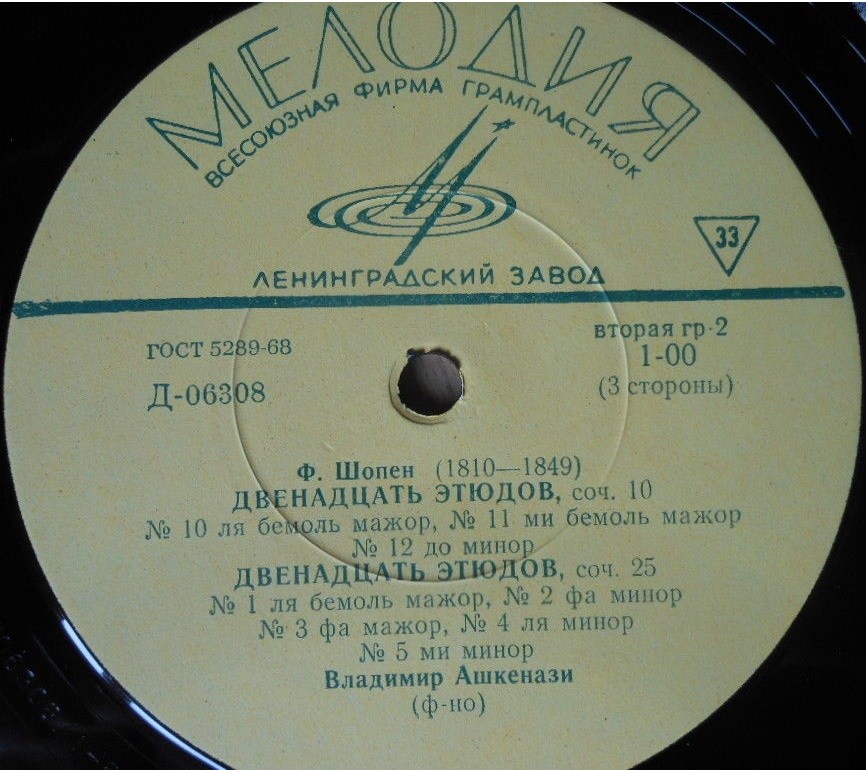 МЕЛОДИЯ
ВСЕСОЮЗНАЯ ФИРМА ГРАМПЛАСТИНОК
33
ЛЕНИНГРАДСКИЙ ЗАВОД
ГОСТ 5289-68
вторая гр·2
Д-06308
1-00
(3 стороны)
Ф. Шопен (1810—1849)
ДВЕНАДЦАТЬ ЭТЮДОВ, соч. 10
№ 10 ля бемоль мажор, № 11 ми бемоль мажор
№ 12 до минор
ДВЕНАДЦАТЬ ЭТЮДОВ, соч. 25
№ 1 ля бемоль мажор, № 2 фа минор
№ 3 фа мажор, № 4 ля минор
№ 5 ми минор
Владимир Ашкенази
(ф-но)